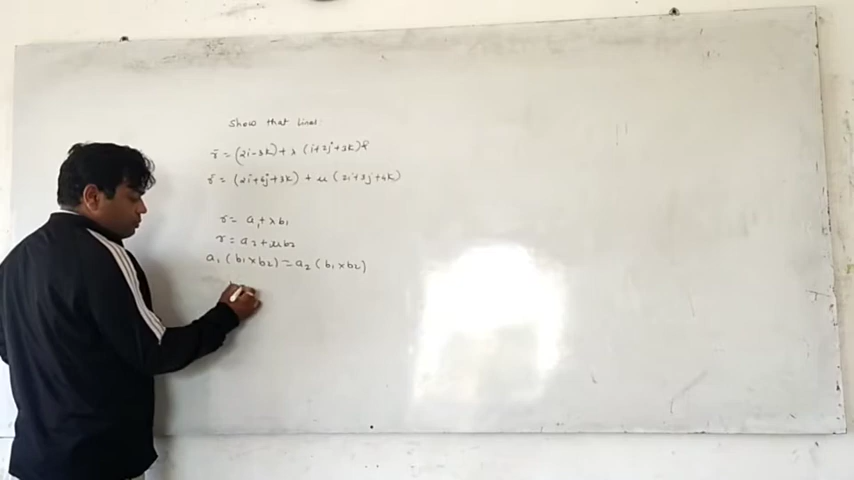 Show that lines
r̄ = (2i-3k) + λ (i+2j+3k) &
r̄ = (2i+6j+3k) + μ (2i+3j+4k)
r̄ = a₁ + λb₁
r̄ = a₂ + μb₂
a₁ (b₁×b₂) = a₂ (b₁×b₂)